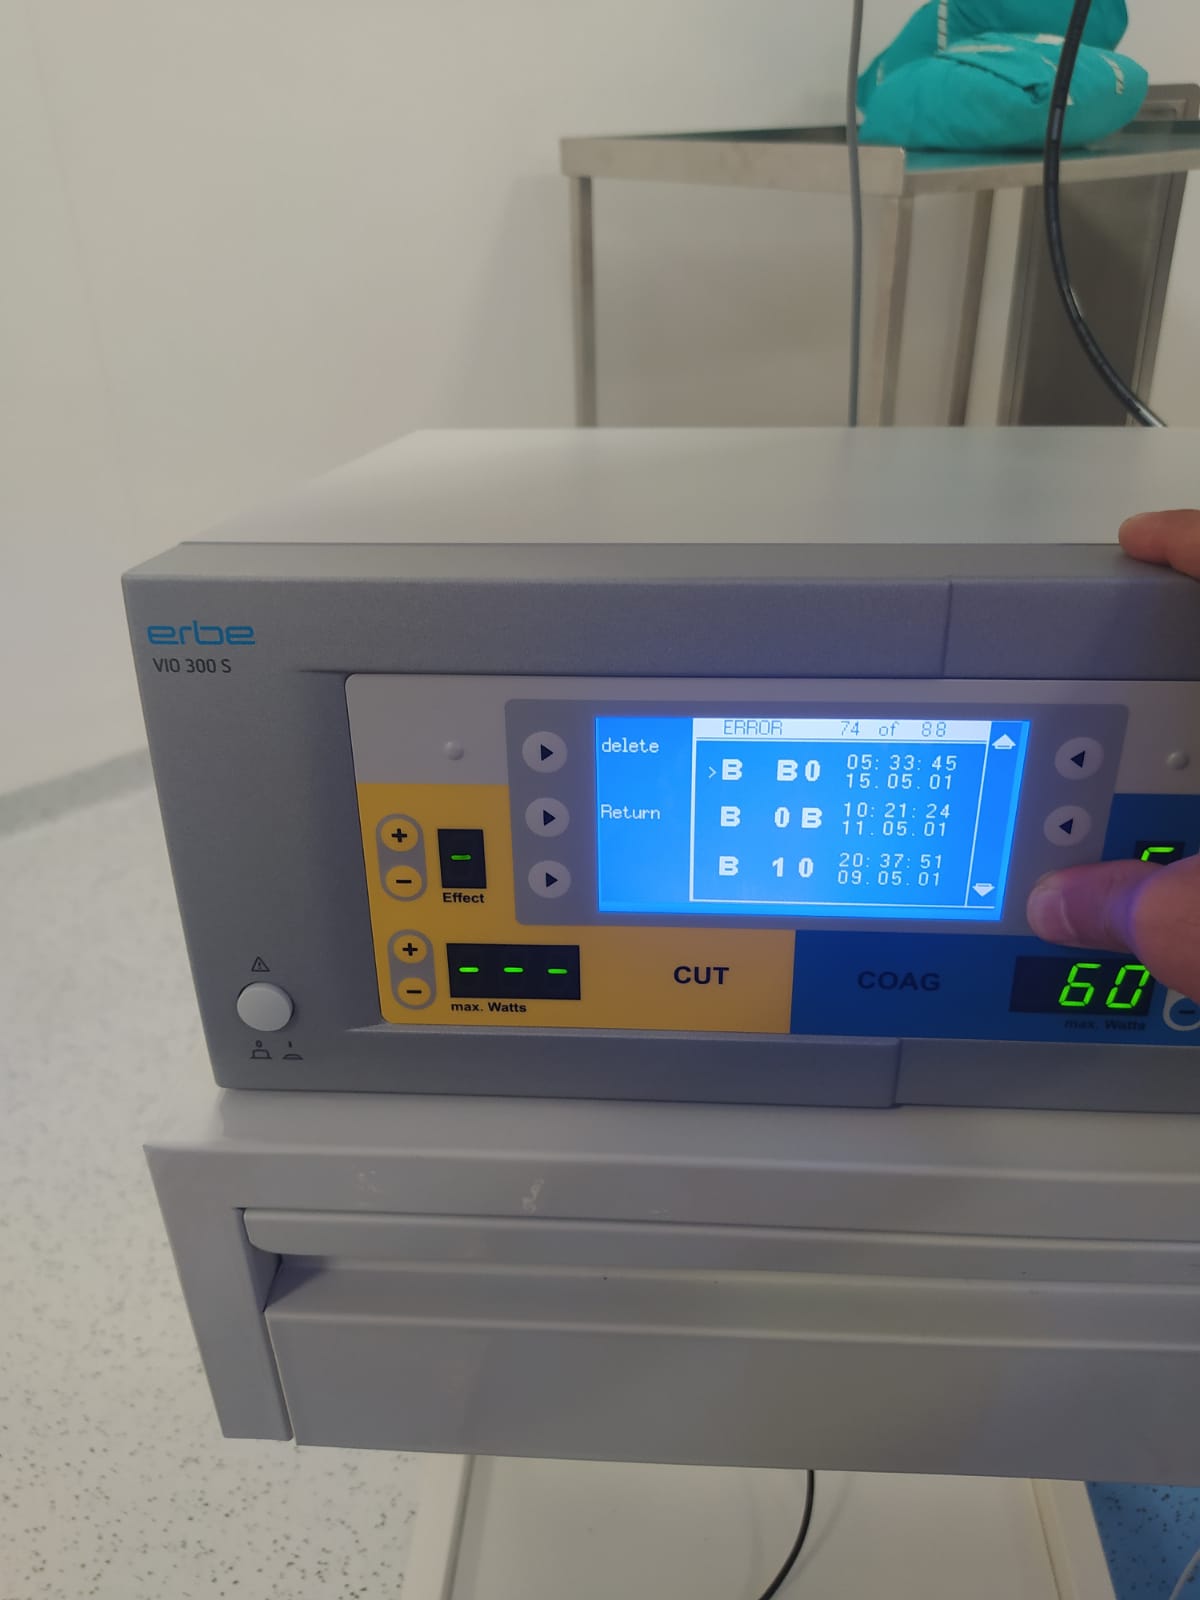 erbe
VIO 300 S
ERROR 74 of 88
delete
>B B0 05:33:45
15.05.01
Return
B 0B 10:21:24
11.05.01
B 10 20:37:51
09.05.01
+
-
-
Effect
+
-
- - -
max. Watts
CUT
COAG
60
max. Watts
-
0 I